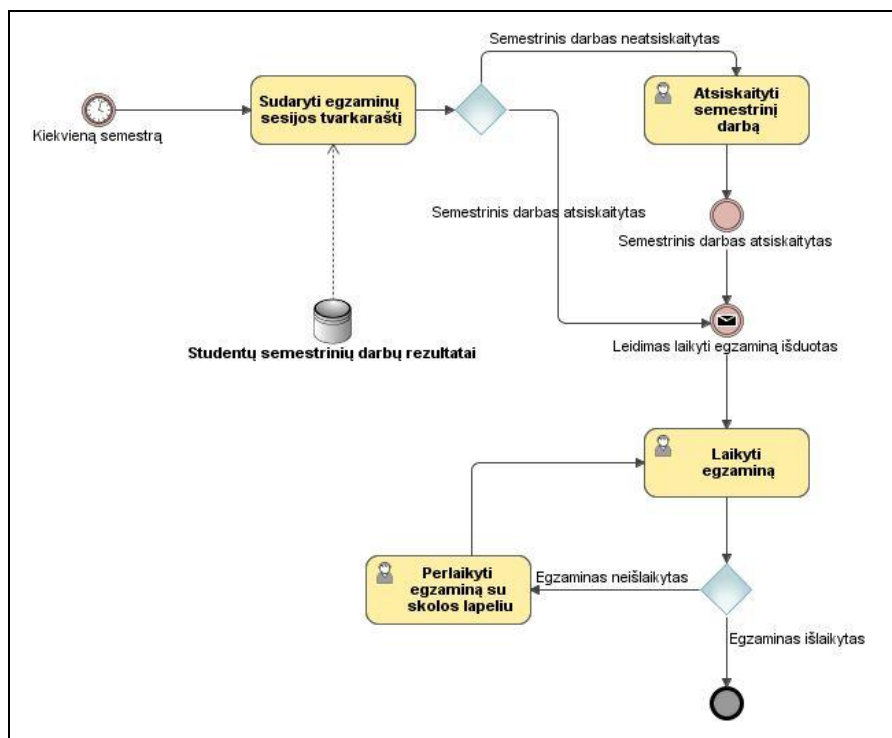 Semestrinis darbas neatsiskaitytas
Kiekvieną semestrą
Sudaryti egzaminų
sesijos tvarkaraštį
Atsiskaityti
semestrinį
darbą
Semestrinis darbas atsiskaitytas
Semestrinis darbas atsiskaitytas
Studentų semestrinių darbų rezultatai
Leidimas laikyti egzaminą išduotas
Laikyti
egzaminą
Perlaikyti
egzaminą su
skolos lapeliu
Egzaminas neišlaikytas
Egzaminas išlaikytas